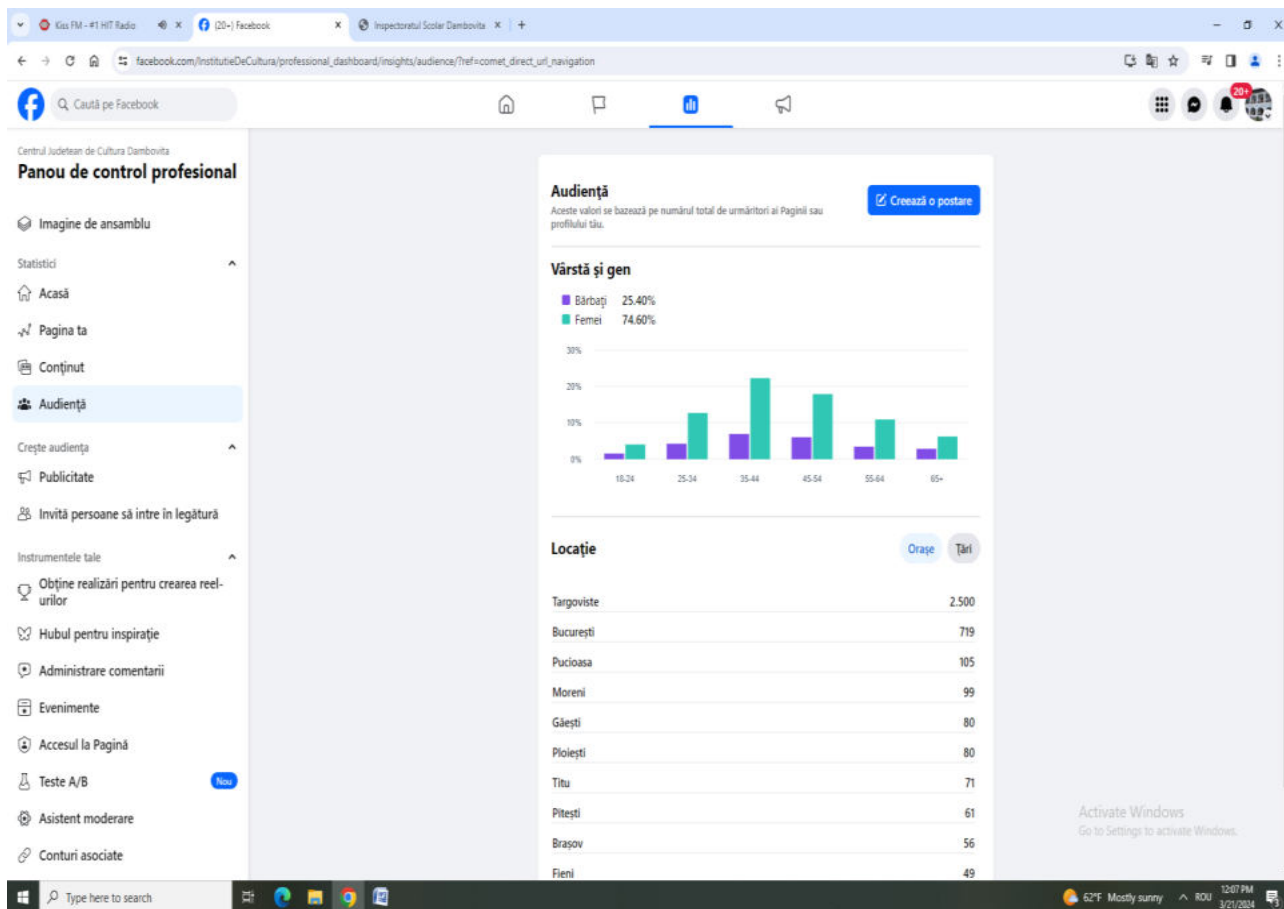 Kiss FM - #1 HIT Radio
(20+) Facebook
Inspectoratul Scolar Dambovita
facebook.com/InstitutieDeCultura/professional_dashboard/insights/audience/?ref=comet_direct_url_navigation
Caută pe Facebook
20+
Centrul Judetean de Cultura Dambovita
Panou de control profesional
Imagine de ansamblu
Statistici
Acasă
Pagina ta
Conținut
Audiență
Crește audiența
Publicitate
Invită persoane să intre în legătură
Instrumentele tale
Obține realizări pentru crearea reel-
urilor
Hubul pentru inspirație
Administrare comentarii
Evenimente
Accesul la Pagină
Teste A/B
Nou
Asistent moderare
Conturi asociate
Audiență
Aceste valori se bazează pe numărul total de urmăritori ai Paginii sau
profilului tău.
Creează o postare
Vârstă și gen
Bărbați 25.40%
Femei 74.60%
30%
20%
10%
0%
18-24 25-34 35-44 45-54 55-64 65+
Locație
Orașe Țări
Targoviste 2.500
București 719
Pucioasa 105
Moreni 99
Găești 80
Ploiești 80
Titu 71
Pitești 61
Brașov 56
Fieni 49
Activate Windows
Go to Settings to activate Windows.
Type here to search
62°F Mostly sunny
ROU
12:07 PM
3/21/2024